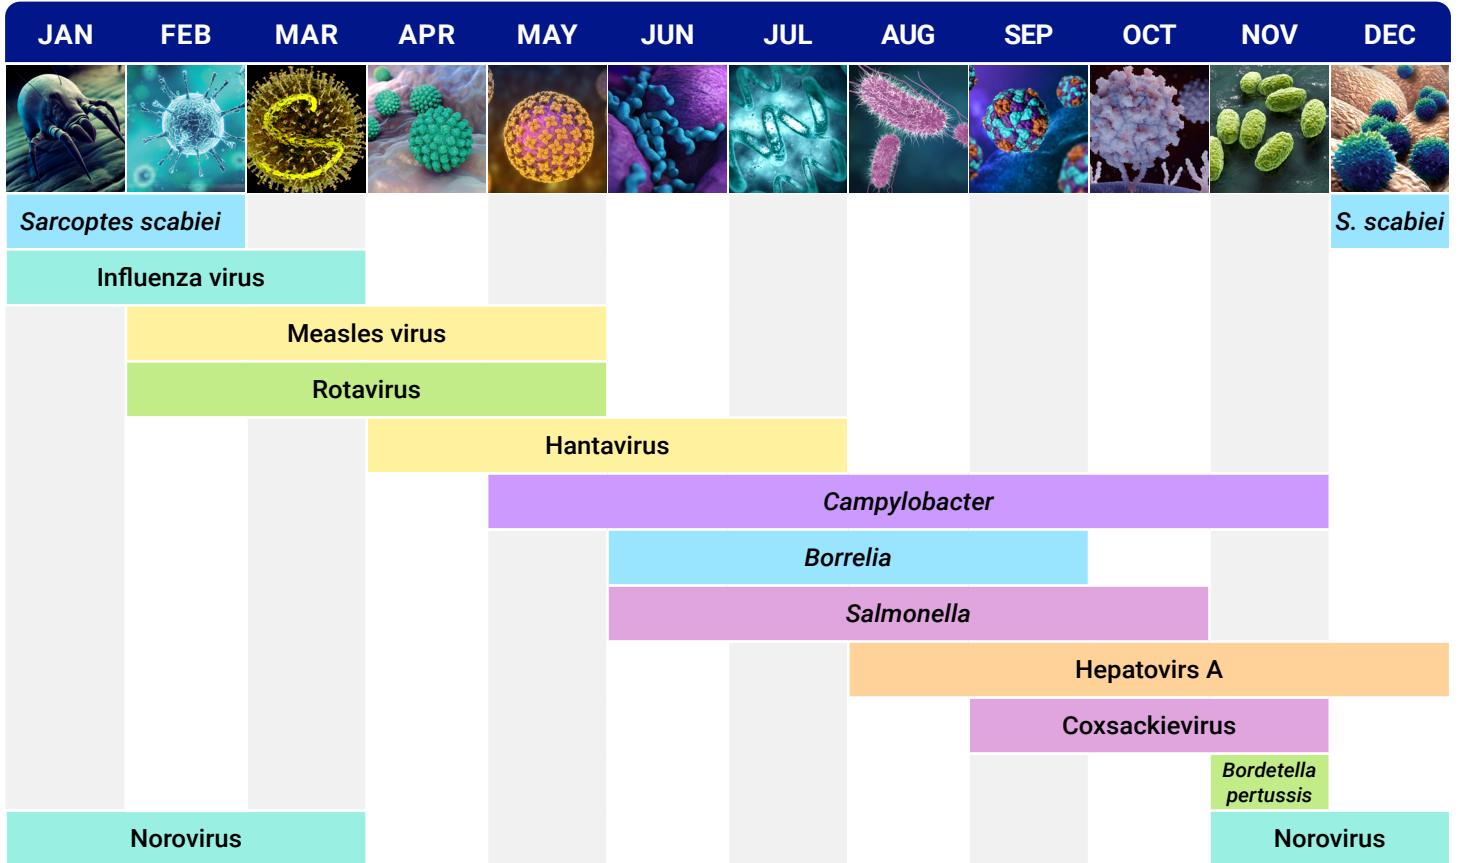 JAN FEB MAR APR MAY JUN JUL AUG SEP OCT NOV DEC
Sarcoptes scabiei S. scabiei
Influenza virus
Measles virus
Rotavirus
Hantavirus
Campylobacter
Borrelia
Salmonella
Hepatovirs A
Coxsackievirus
Bordetella
pertussis
Norovirus Norovirus